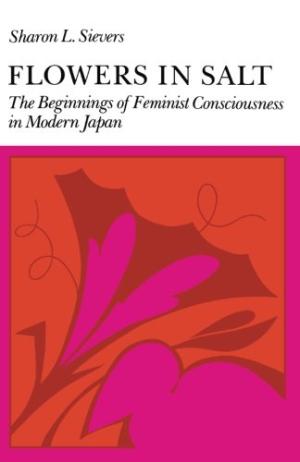 Sharon L. Sievers
FLOWERS IN SALT
The Beginnings of Feminist Consciousness
in Modern Japan